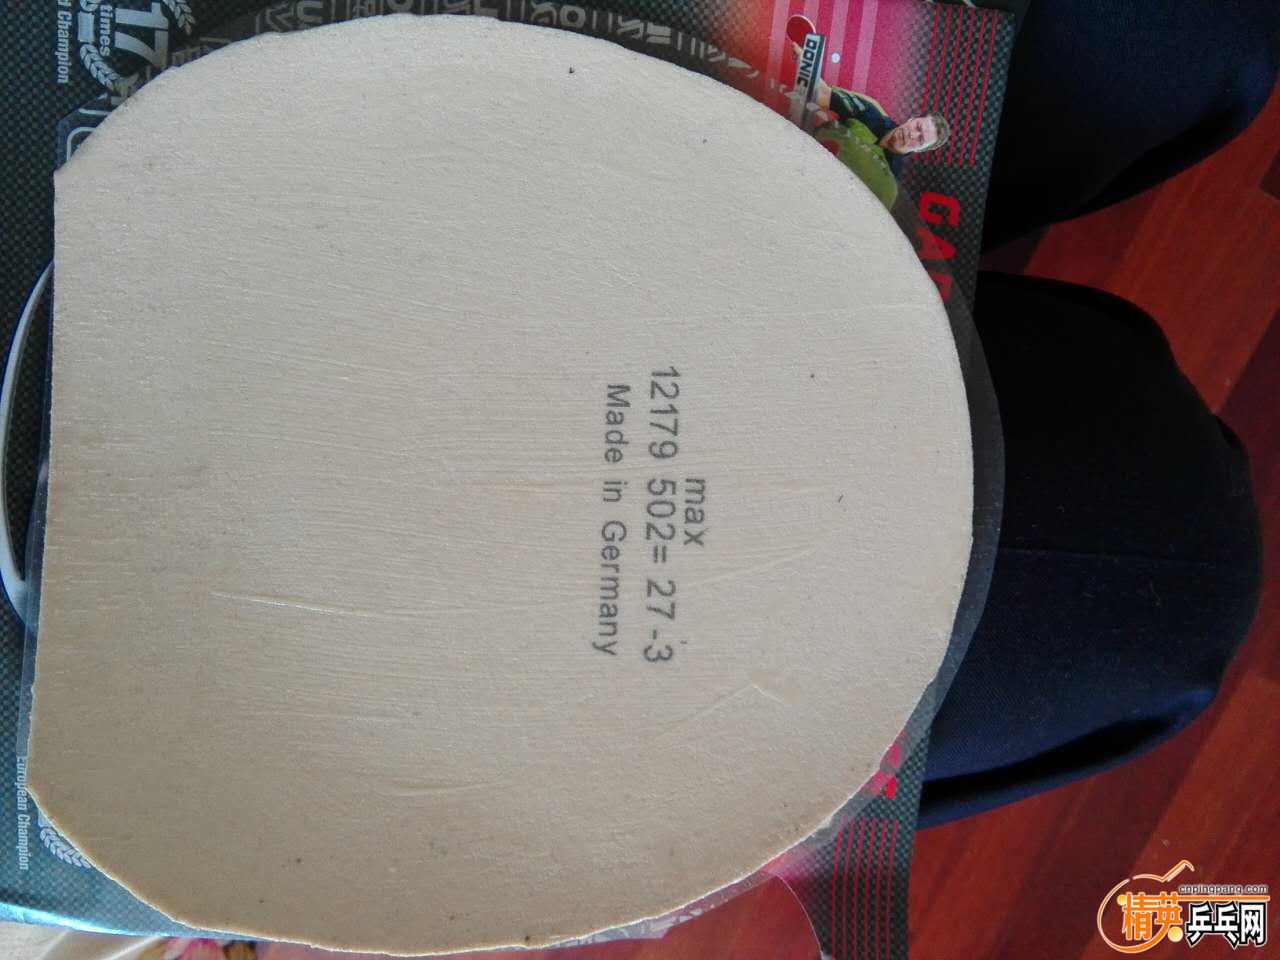 max
12179 502= 27 -3
Made in Germany
17
times
d Champion
DONIC
European Champion
cnpingpang.com
精英乒乓网